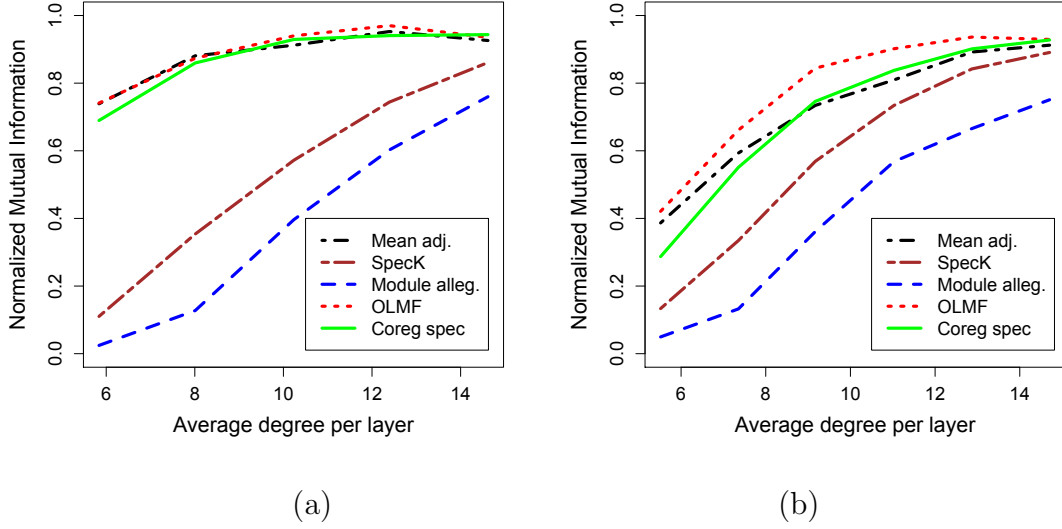 Normalized Mutual Information
1.0
0.8
0.6
0.4
0.2
0.0
Mean adj.
SpecK
Module alleg.
OLMF
Coreg spec
6 8 10 12 14
Average degree per layer
(a)
Normalized Mutual Information
1.0
0.8
0.6
0.4
0.2
0.0
Mean adj.
SpecK
Module alleg.
OLMF
Coreg spec
6 8 10 12 14
Average degree per layer
(b)